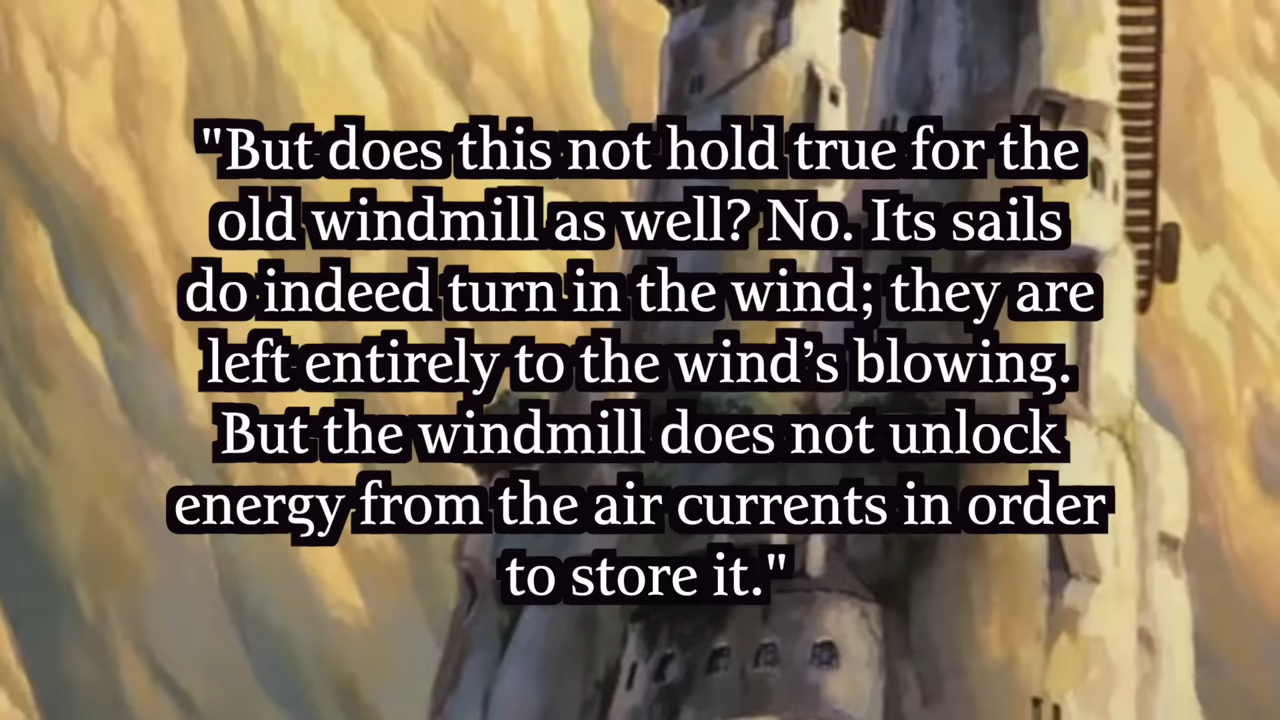 "But does this not hold true for the
old windmill as well? No. Its sails
do indeed turn in the wind; they are
left entirely to the wind’s blowing.
But the windmill does not unlock
energy from the air currents in order
to store it."